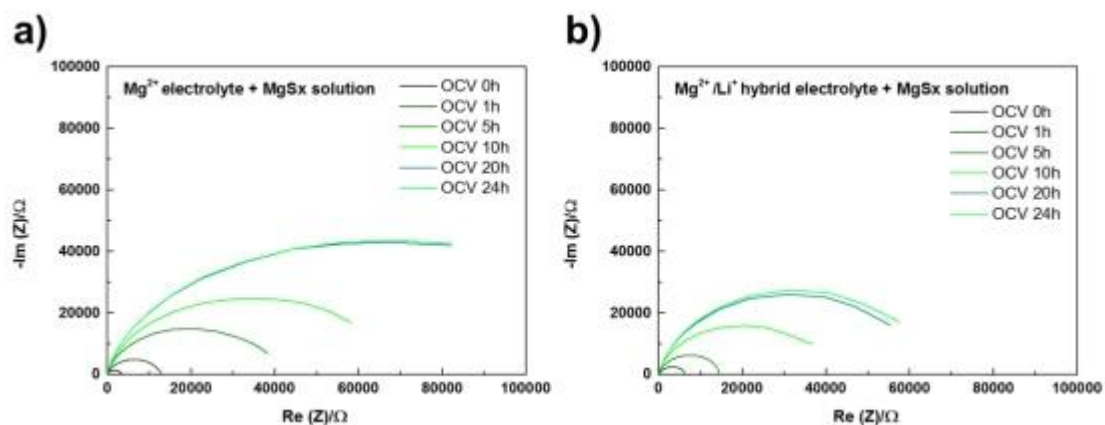 a)
100000
80000
60000
40000
20000
0
-Im (Z)/Ω
Mg²⁺ electrolyte + MgSx solution
OCV 0h
OCV 1h
OCV 5h
OCV 10h
OCV 20h
OCV 24h
0 20000 40000 60000 80000 100000
Re (Z)/Ω
b)
100000
80000
60000
40000
20000
0
-Im (Z)/Ω
Mg²⁺/Li⁺ hybrid electrolyte + MgSx solution
OCV 0h
OCV 1h
OCV 5h
OCV 10h
OCV 20h
OCV 24h
0 20000 40000 60000 80000 100000
Re (Z)/Ω